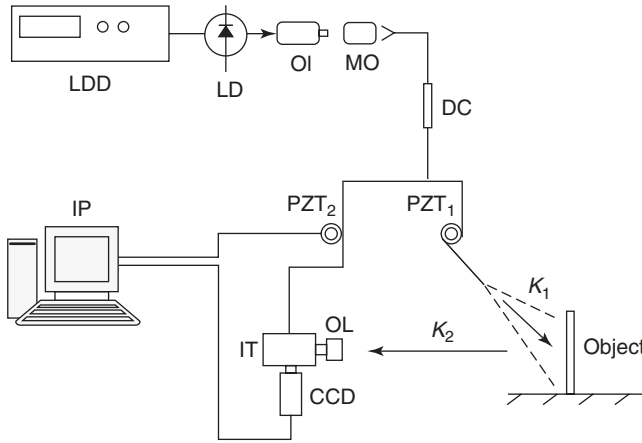 LDD
LD
OI
MO
DC
IP
PZT₂
PZT₁
K₁
OL
K₂
IT
Object
CCD